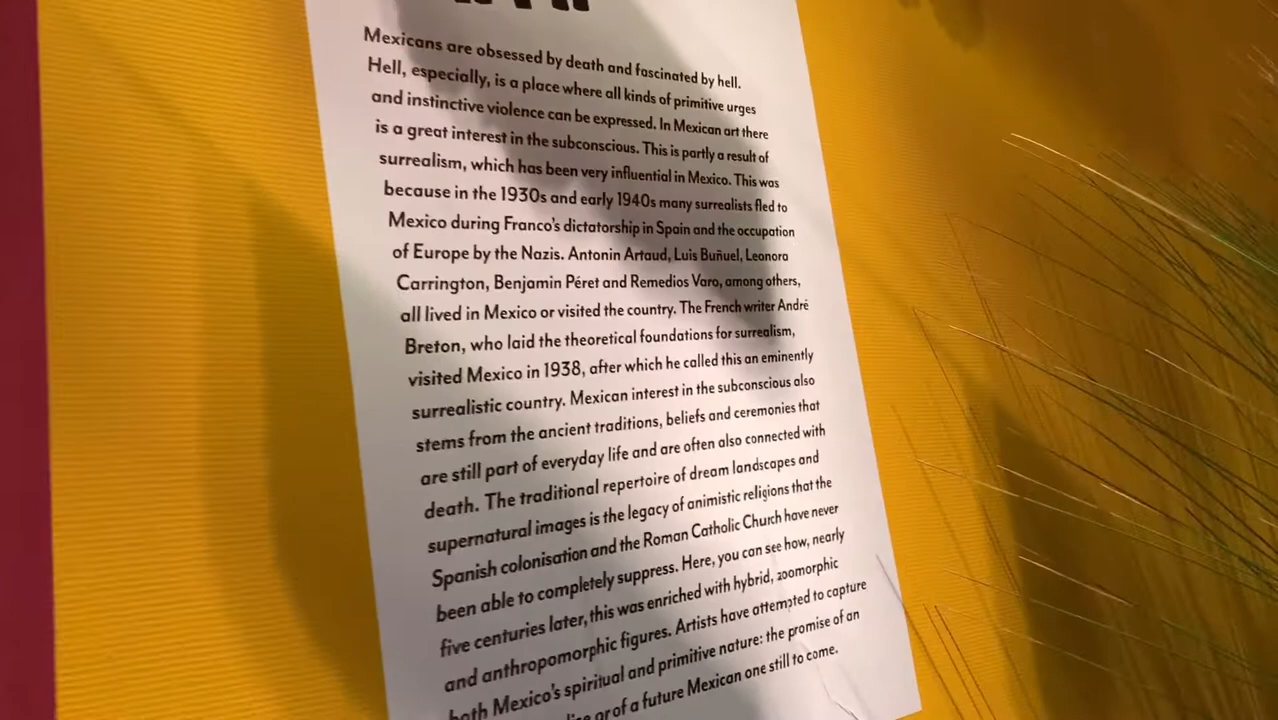 Mexicans are obsessed by death and fascinated by hell.
Hell, especially, is a place where all kinds of primitive urges
and instinctive violence can be expressed. In Mexican art there
is a great interest in the subconscious. This is partly a result of
surrealism, which has been very influential in Mexico. This was
because in the 1930s and early 1940s many surrealists fled to
Mexico during Franco's dictatorship in Spain and the occupation
of Europe by the Nazis. Antonin Artaud, Luis Buñuel, Leonora
Carrington, Benjamin Péret and Remedios Varo, among others,
all lived in Mexico or visited the country. The French writer André
Breton, who laid the theoretical foundations for surrealism,
visited Mexico in 1938, after which he called this an eminently
surrealistic country. Mexican interest in the subconscious also
stems from the ancient traditions, beliefs and ceremonies that
are still part of everyday life and are often also connected with
death. The traditional repertoire of dream landscapes and
supernatural images is the legacy of animistic religions that the
Spanish colonisation and the Roman Catholic Church have never
been able to completely suppress. Here, you can see how, nearly
five centuries later, this was enriched with hybrid, zoomorphic
and anthropomorphic figures. Artists have attempted to capture
both Mexico's spiritual and primitive nature: the promise of an
or of a future Mexican one still to come.